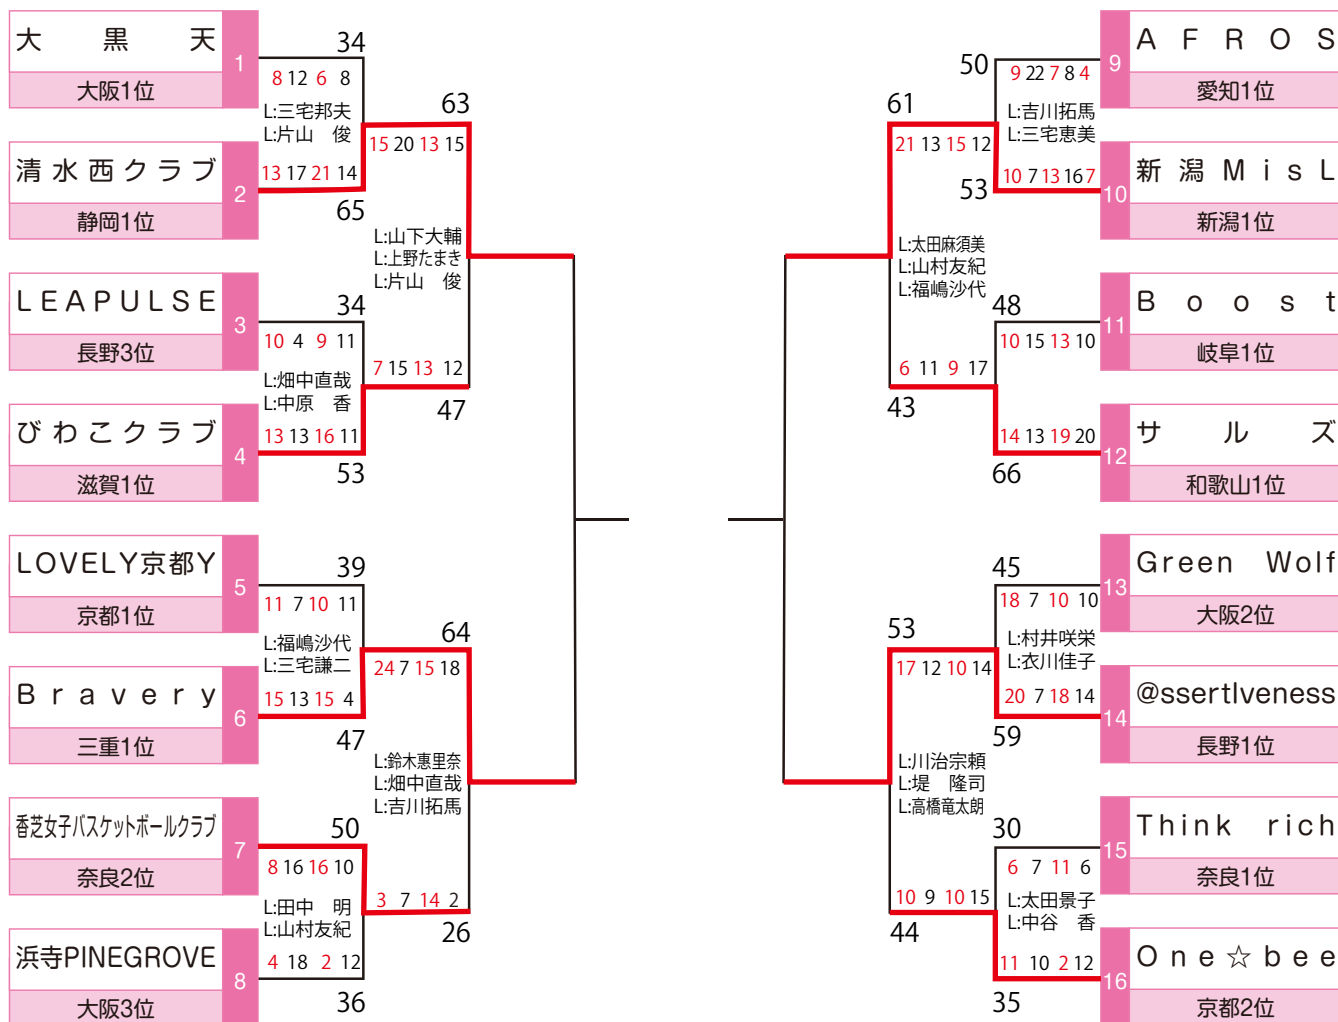 大黒天
1
大阪1位
34
8 12 6 8
L:三宅邦夫
L:片山 俊
13 17 21 14
65
清水西クラブ
2
静岡1位
63
15 20 13 15
L:山下大輔
L:上野たまき
L:片山 俊
LEAPULSE
3
長野3位
34
10 4 9 11
L:畑中直哉
L:中原 香
13 13 16 11
53
びわこクラブ
4
滋賀1位
7 15 13 12
47
LOVELY京都Y
5
京都1位
39
11 7 10 11
L:福嶋沙代
L:三宅謙二
15 13 15 4
47
Bravery
6
三重1位
64
24 7 15 18
L:鈴木惠里奈
L:畑中直哉
L:吉川拓馬
香芝女子バスケットボールクラブ
7
奈良2位
50
8 16 16 10
L:田中 明
L:山村友紀
4 18 2 12
36
浜寺PINEGROVE
8
大阪3位
3 7 14 2
26
AFROS
9
愛知1位
50
9 22 7 8 4
L:吉川拓馬
L:三宅恵美
10 7 13 16 7
53
新潟MisL
10
新潟1位
61
21 13 15 12
L:太田麻須美
L:山村友紀
L:福嶋沙代
Boost
11
岐阜1位
48
10 15 13 10
14 13 19 20
66
サルズ
12
和歌山1位
6 11 9 17
43
Green Wolf
13
大阪2位
45
18 7 10 10
L:村井咲栄
L:衣川佳子
20 7 18 14
59
@ssertIveness
14
長野1位
53
17 12 10 14
L:川治宗頼
L:堤 隆司
L:高橋竜太朗
Think rich
15
奈良1位
30
6 7 11 6
L:太田景子
L:中谷 香
11 10 2 12
35
One☆bee
16
京都2位
10 9 10 15
44